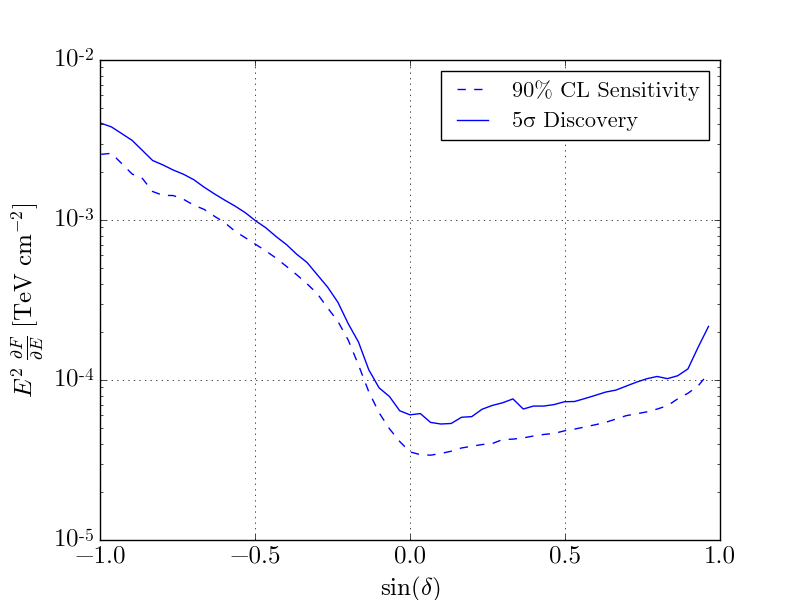 10^-2
10^-3
10^-4
10^-5
E^2 ∂F/∂E [TeV cm^−2]
90% CL Sensitivity
5σ Discovery
−1.0 −0.5 0.0 0.5 1.0
sin(δ)